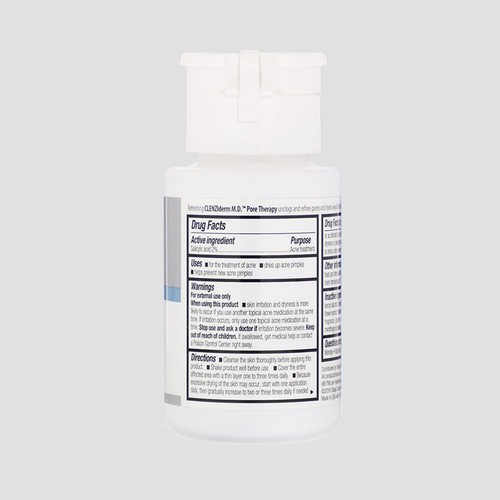 Refreshing CLENZIderm M.D.™ Pore Therapy unclogs and refines pores and
Drug Facts
Active ingredient Purpose
Salicylic acid 2% Acne treatment
Uses ■ for the treatment of acne ■ dries up acne pimples
■ helps prevent new acne pimples
Warnings
For external use only
When using this product ■ skin irritation and dryness is more
likely to occur if you use another topical acne medication at the same
time. If irritation occurs, only use one topical acne medication at a
time. Stop use and ask a doctor if irritation becomes severe. Keep
out of reach of children. If swallowed, get medical help or contact
a Poison Control Center right away.
Directions ■ Cleanse the skin thoroughly before applying this
product. ■ Shake product well before use. ■ Cover the entire
affected area with a thin layer one to three times daily. ■ Because
excessive drying of the skin may occur, start with one application
daily, then gradually increase to two or three times daily if needed. ▶
Drug Facts
Other
Inactive
Questions